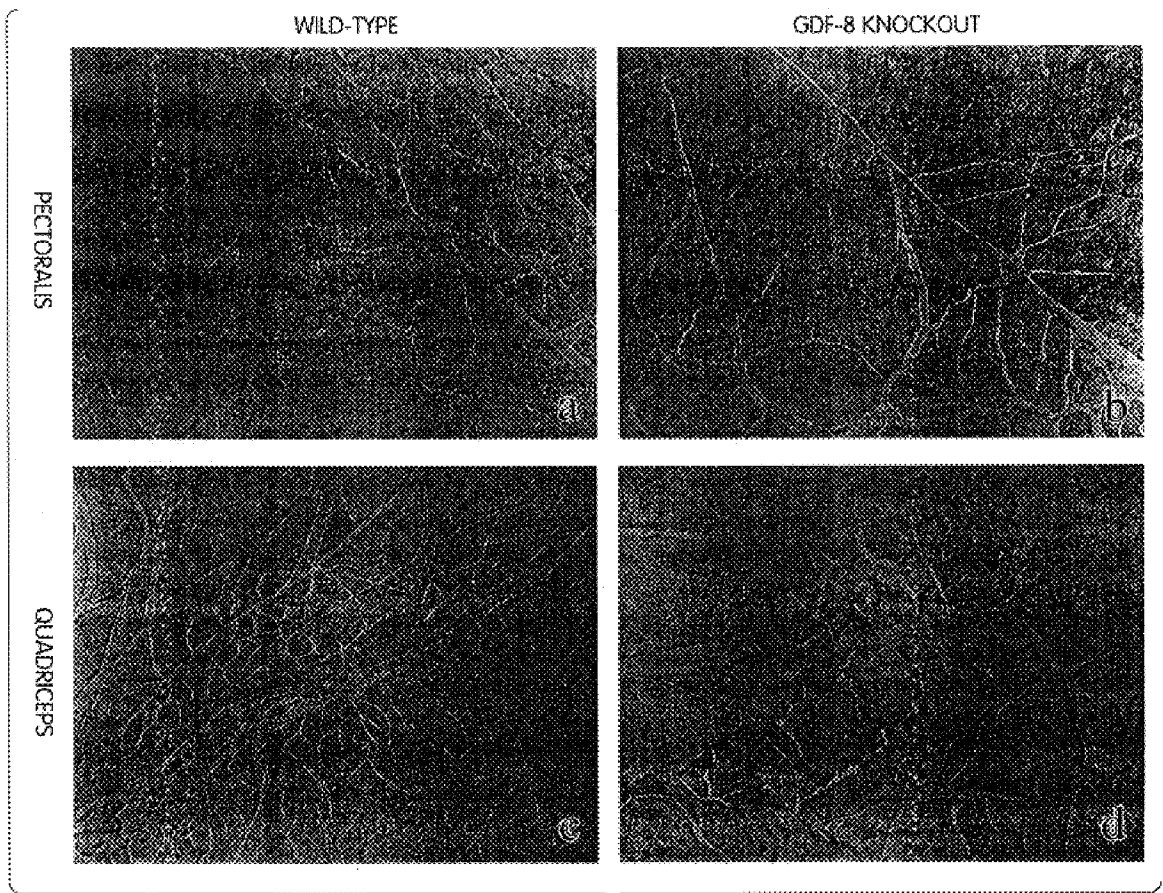 WILD-TYPE
GDF-8 KNOCKOUT
PECTORALIS
a
b
QUADRICEPS
c
d